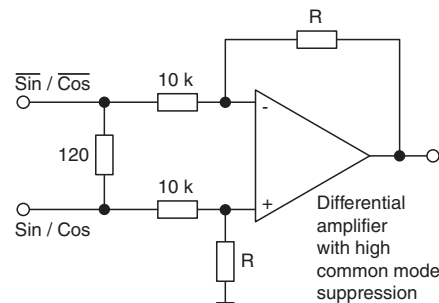 R
Sin / Cos
10 k
-
120
10 k
+
Sin / Cos
R
Differential
amplifier
with high
common mode
suppression